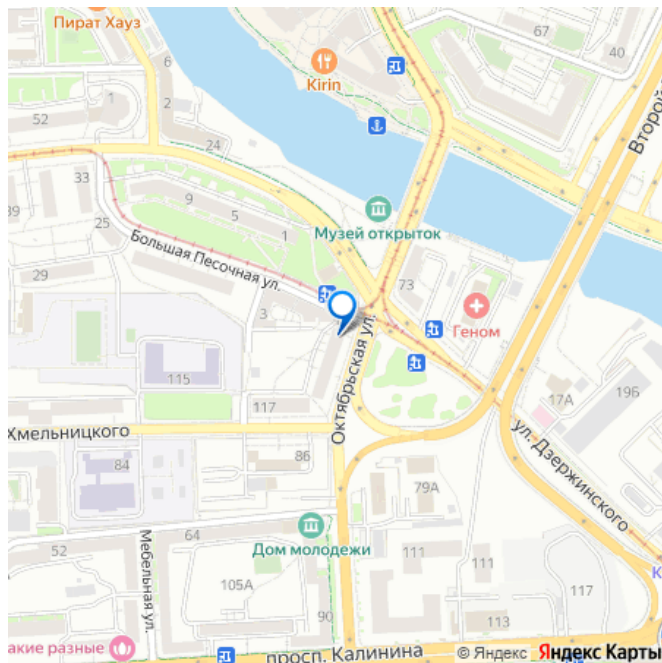 Пират Хауз
67
40
6
Kirin
1
2
52
24
Второй
33
9
39
5
Музей открыток
25
1
Большая Песочная ул.
29
73
Геном
3
115
Октябрьская ул.
17А
19Б
117
Хмельницкого
ул. Дзержинского
84
86
79А
64
Дом молодежи
52
Мебельная ул.
111
111
105А
117
90
113
акие разные
просп. Калинина
К
© Яндекс
Яндекс Карты